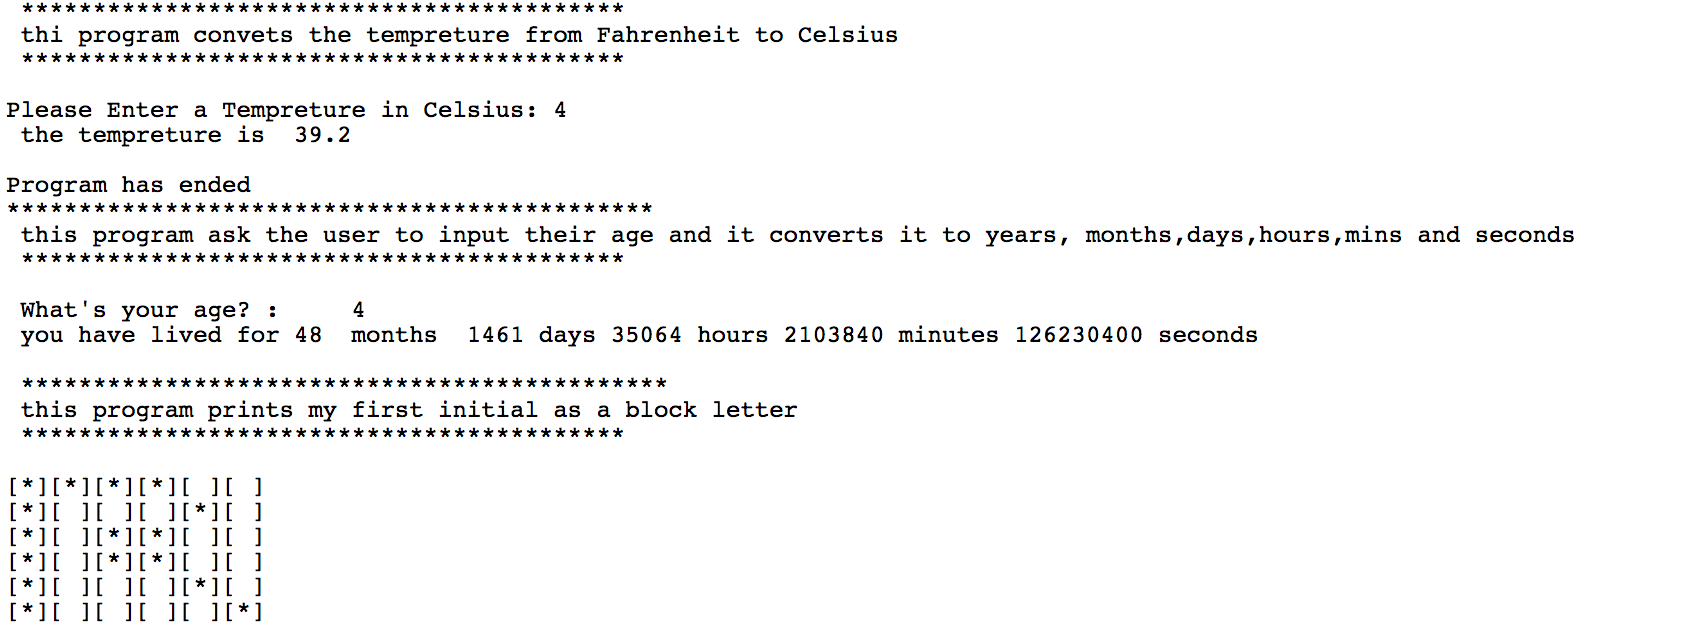 ******************************************
thi program convets the tempreture from Fahrenheit to Celsius
******************************************
Please Enter a Tempreture in Celsius: 4
the tempreture is  39.2
Program has ended
*********************************************
this program ask the user to input their age and it converts it to years, months,days,hours,mins and seconds
******************************************
What's your age? :     4
you have lived for 48  months  1461 days 35064 hours 2103840 minutes 126230400 seconds
*********************************************
this program prints my first initial as a block letter
******************************************
[*][*][*][*][ ][ ]
[*][ ][ ][ ][*][ ]
[*][ ][*][*][ ][ ]
[*][ ][*][*][ ][ ]
[*][ ][ ][ ][*][ ]
[*][ ][ ][ ][ ][*]